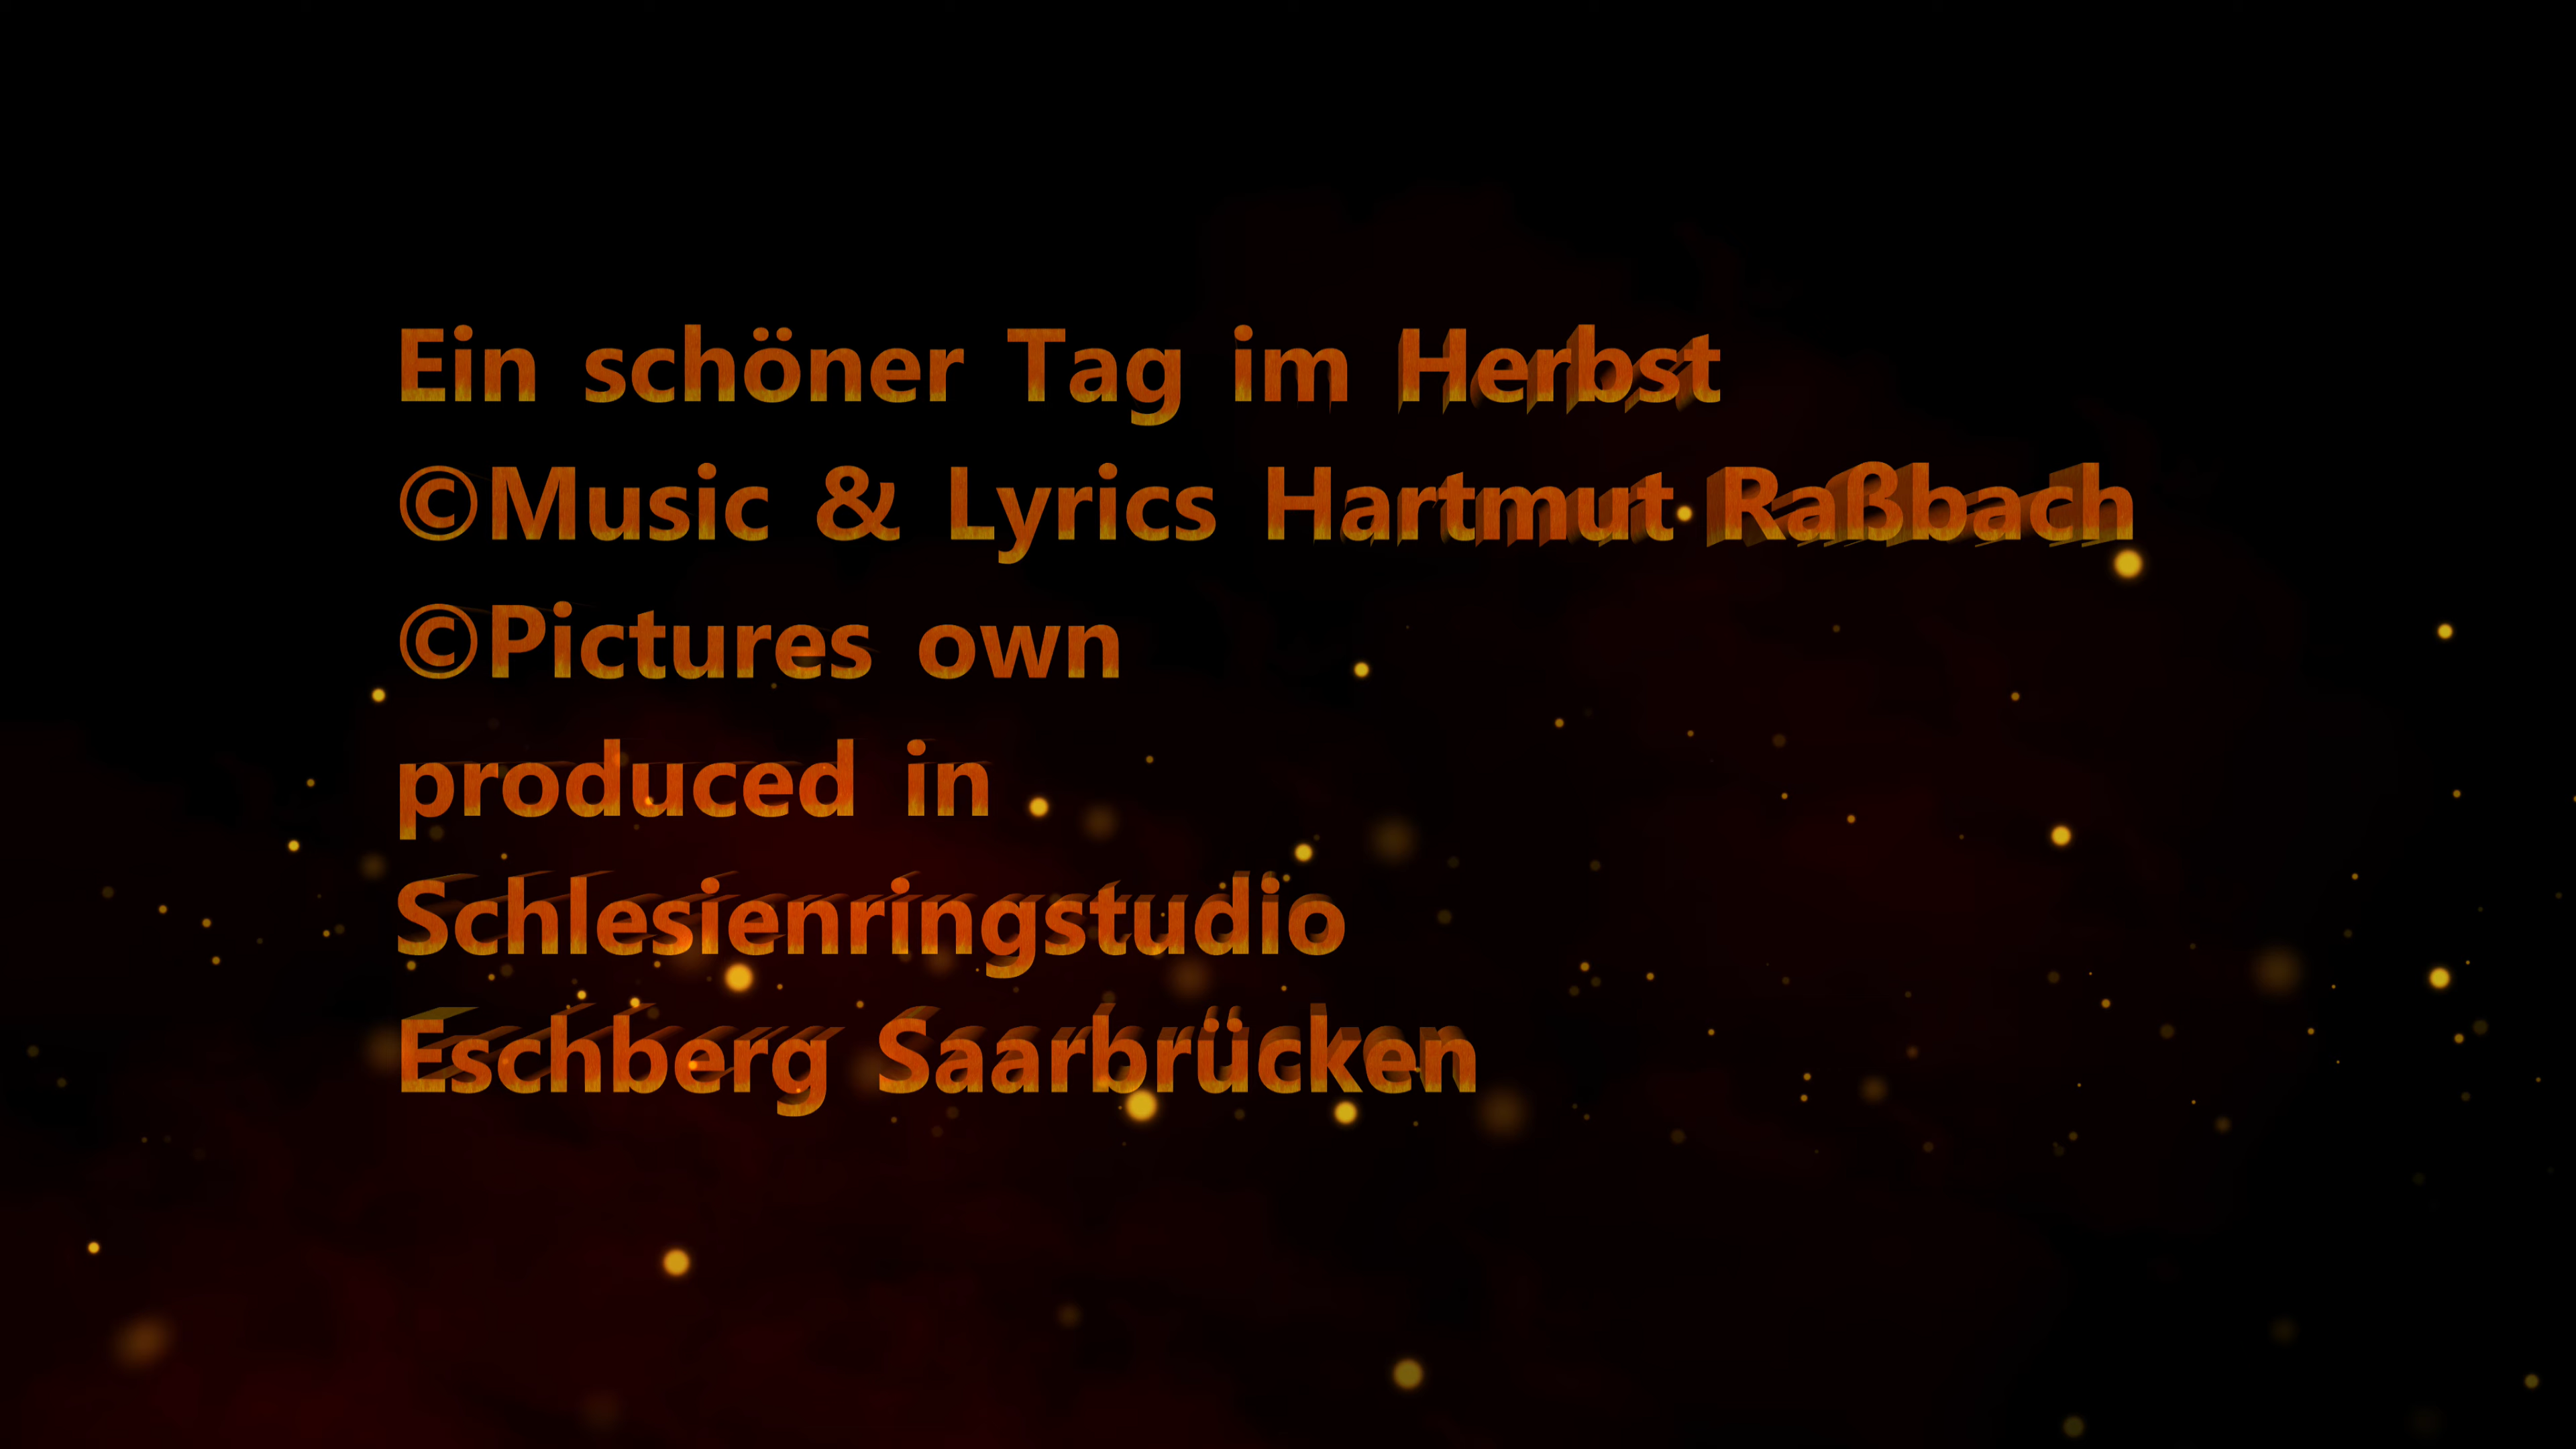 Ein schöner Tag im Herbst
©Music & Lyrics Hartmut Raßbach
©Pictures own
produced in
Schlesienringstudio
Eschberg Saarbrücken